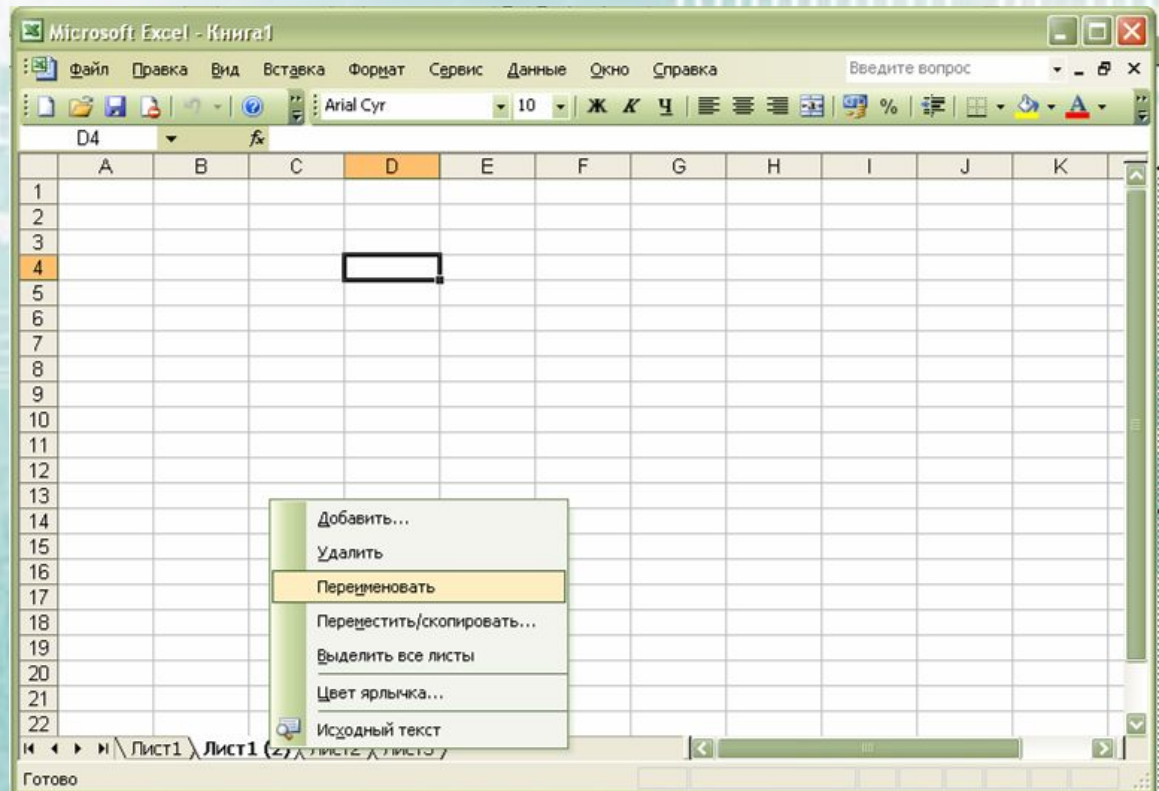 Microsoft Excel - Книга1
Файл Правка Вид Вставка Формат Сервис Данные Окно Справка Введите вопрос
Arial Cyr 10 Ж К Ч %
D4 fx
A B C D E F G H I J K
1
2
3
4
5
6
7
8
9
10
11
12
13
14
15
16
17
18
19
20
21
22
Добавить...
Удалить
Переименовать
Переместить/скопировать...
Выделить все листы
Цвет ярлычка...
Исходный текст
Лист1 Лист1 (2) Лист2 Лист3
Готово